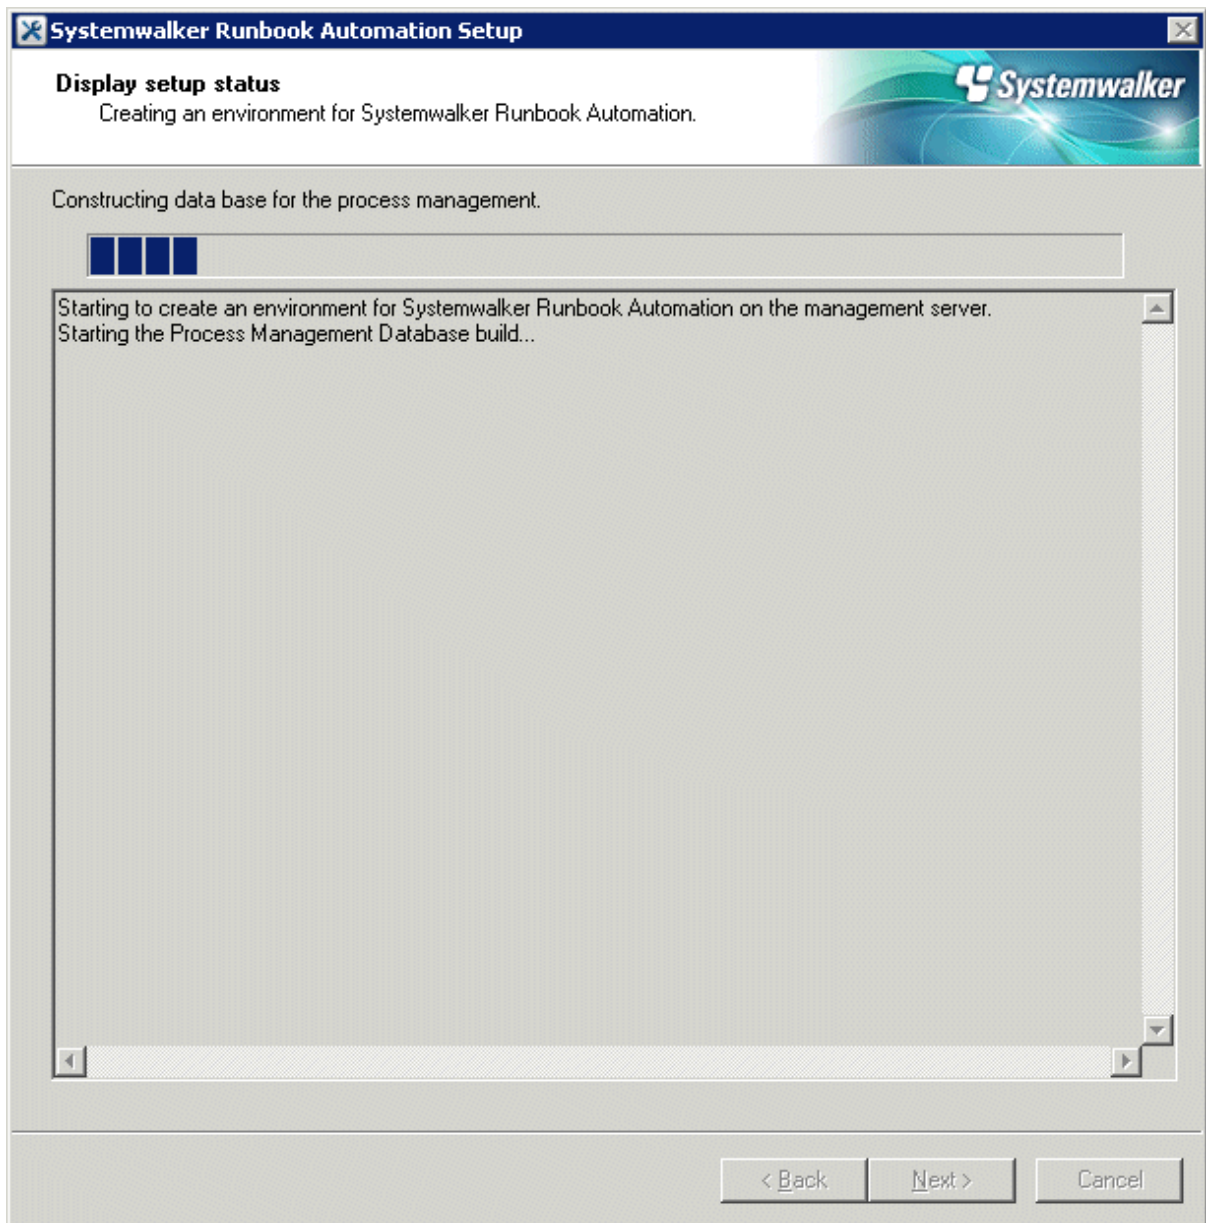 Systemwalker Runbook Automation Setup
Display setup status
Creating an environment for Systemwalker Runbook Automation.
Systemwalker
Constructing data base for the process management.
Starting to create an environment for Systemwalker Runbook Automation on the management server.
Starting the Process Management Database build...
< Back
Next >
Cancel